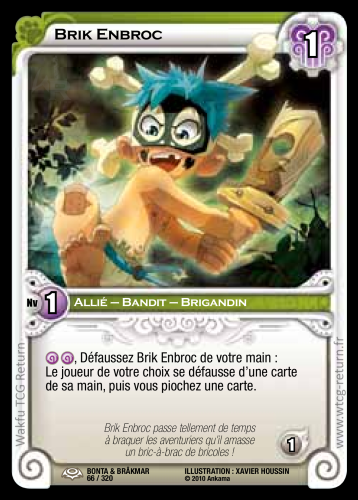 Brik Enbroc
1
Nv 1
Allié – Bandit – Brigandin
, Défaussez Brik Enbroc de votre main :
Le joueur de votre choix se défausse d'une carte
de sa main, puis vous piochez une carte.
Brik Enbroc passe tellement de temps
à braquer les aventuriers qu'il amasse
un bric-à-brac de bricoles !
1
BONTA & BRÂKMAR
66 / 320
ILLUSTRATION : XAVIER HOUSSIN
© 2010 Ankama
Wakfu TCG Return
www.wtcg-return.fr